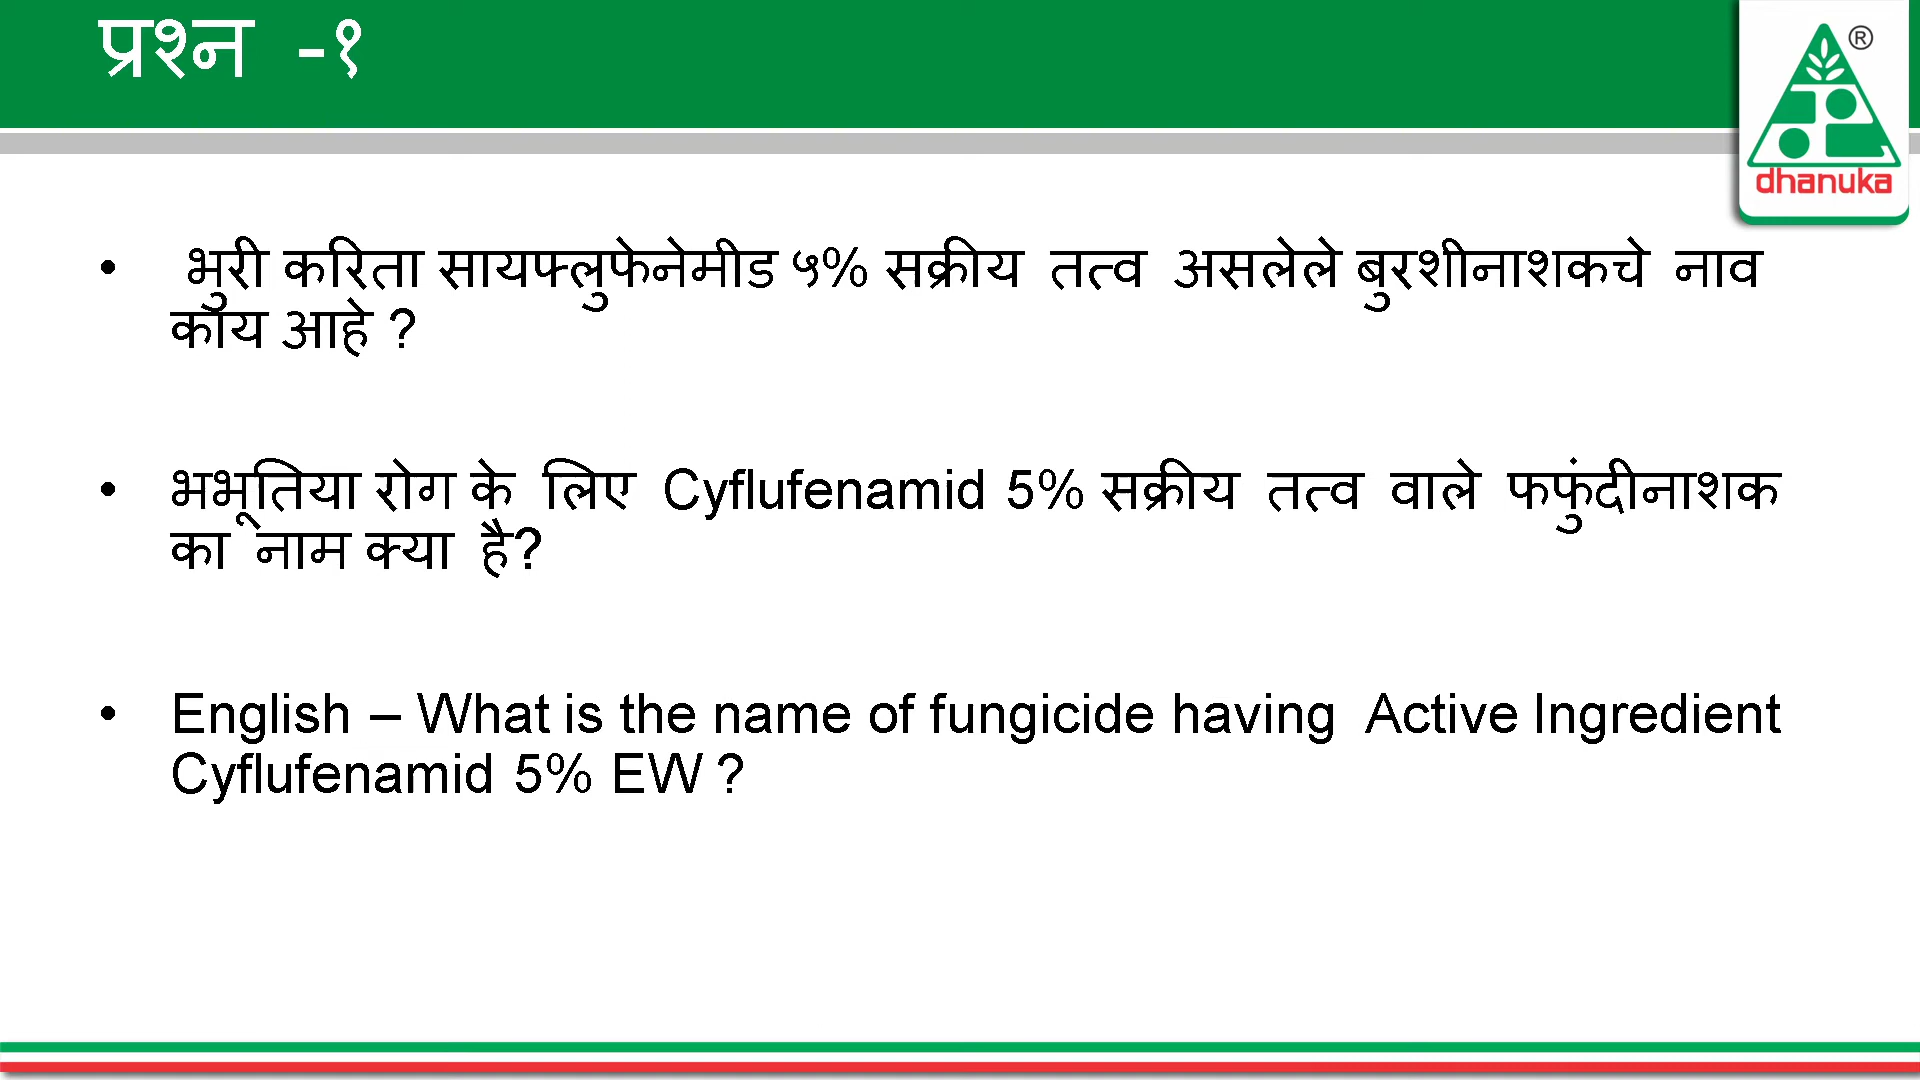 प्रश्न -१
®
dhanuka
• भुरी करिता सायफ्लुफेनेमीड ५% सक्रीय तत्व असलेले बुरशीनाशकचे नाव
काय आहे ?
• भभूतिया रोग के लिए Cyflufenamid 5% सक्रीय तत्व वाले फफुंदीनाशक
का नाम क्या है?
• English – What is the name of fungicide having Active Ingredient
Cyflufenamid 5% EW ?